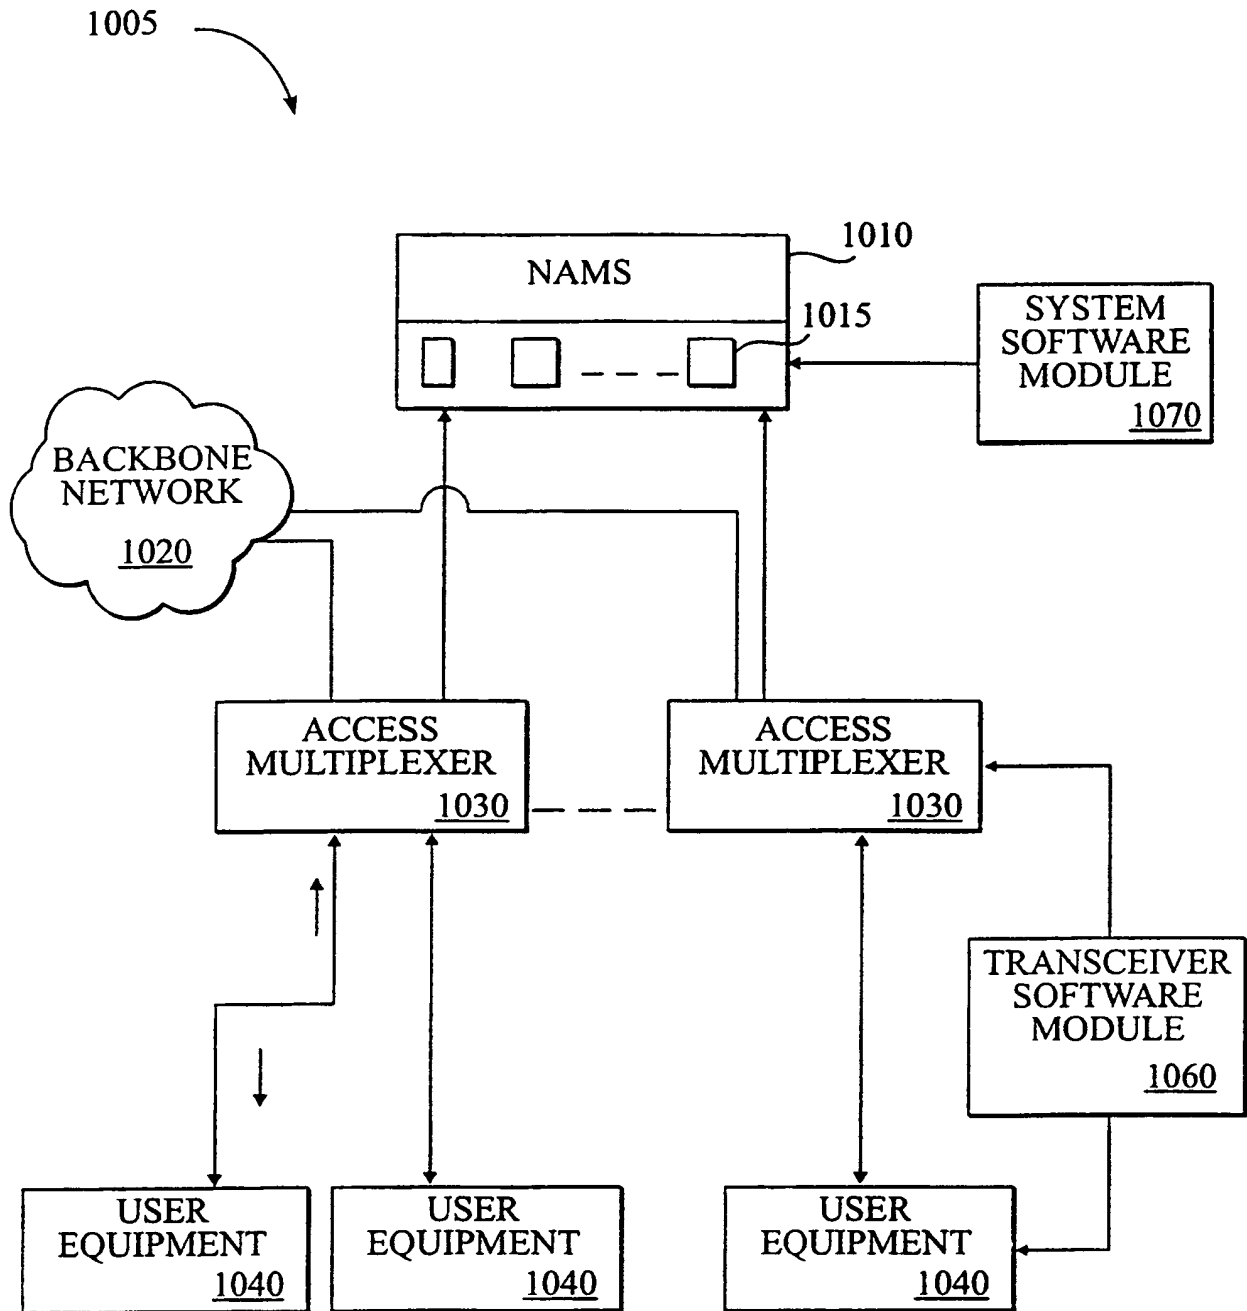 1005
1010
NAMS
1015
SYSTEM
SOFTWARE
MODULE
1070
BACKBONE
NETWORK
1020
ACCESS
MULTIPLEXER
1030
ACCESS
MULTIPLEXER
1030
TRANSCEIVER
SOFTWARE
MODULE
1060
USER
EQUIPMENT
1040
USER
EQUIPMENT
1040
USER
EQUIPMENT
1040